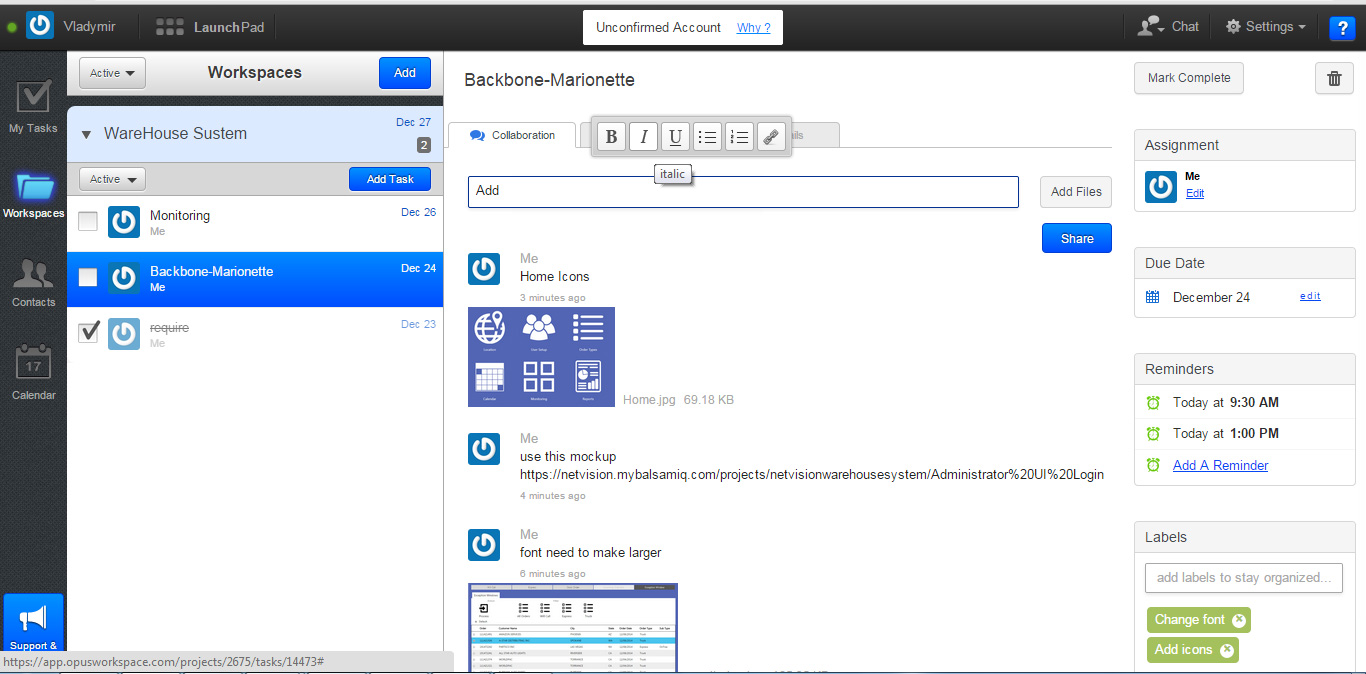 Vladymir
LaunchPad
Unconfirmed Account Why ?
Chat
Settings
?
My Tasks
Workspaces
Contacts
17
Calendar
Support &
Active
Workspaces
Add
WareHouse Sustem
Dec 27
2
Active
Add Task
Monitoring
Me
Dec 26
Backbone-Marionette
Me
Dec 24
require
Me
Dec 23
Backbone-Marionette
Collaboration
B I U
ils
italic
Add
Add Files
Share
Me
Home Icons
3 minutes ago
Home.jpg 69.18 KB
Me
use this mockup
https://netvision.mybalsamiq.com/projects/netvisionwarehousesystem/Administrator%20UI%20Login
4 minutes ago
Me
font need to make larger
6 minutes ago
Mark Complete
Assignment
Me
Edit
Due Date
December 24
edit
Reminders
Today at 9:30 AM
Today at 1:00 PM
Add A Reminder
Labels
add labels to stay organized...
Change font
Add icons
https://app.opusworkspace.com/projects/2675/tasks/14473#